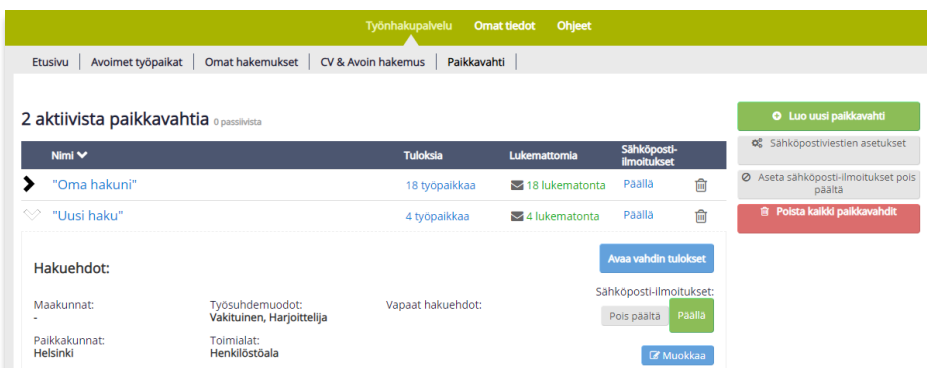 Työnhakupalvelu Omat tiedot Ohjeet
Etusivu Avoimet työpaikat Omat hakemukset CV & Avoin hakemus Paikkavahti
2 aktiivista paikkavahtia 0 passiivista
Nimi Tuloksia Lukemattomia Sähköposti-
ilmoitukset
"Oma hakuni" 18 työpaikkaa 18 lukematonta Päällä
"Uusi haku" 4 työpaikkaa 4 lukematonta Päällä
Hakuehdot:
Maakunnat:
-
Paikkakunnat:
Helsinki
Työsuhdemuodot:
Vakituinen, Harjoittelija
Toimialat:
Henkilöstöala
Vapaat hakuehdot:
Avaa vahdin tulokset
Sähköposti-ilmoitukset:
Pois päältä Päällä
Muokkaa
Luo uusi paikkavahti
Sähköpostiviestien asetukset
Aseta sähköposti-ilmoitukset pois
päältä
Poista kaikki paikkavahdit